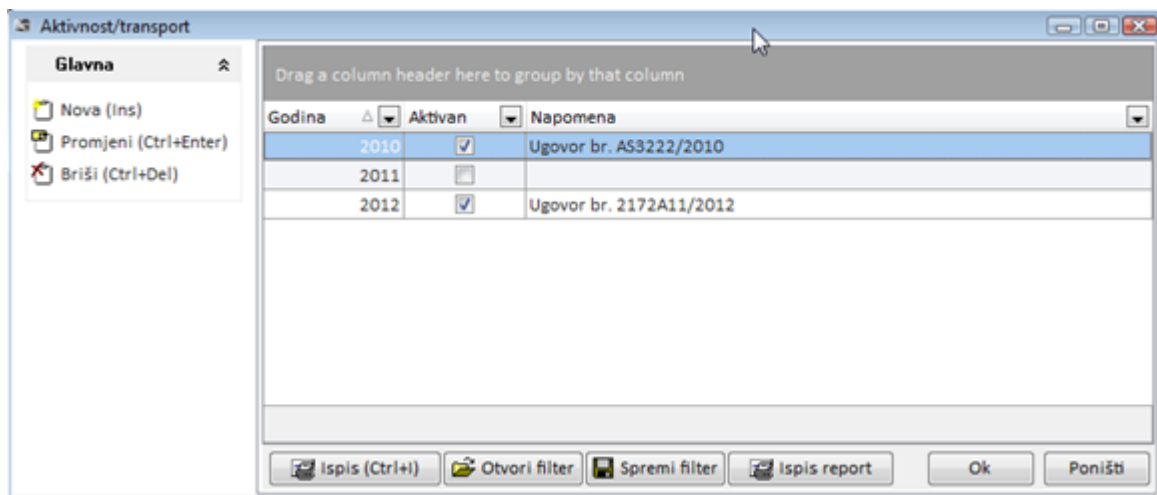 Aktivnost/transport
Glavna
Nova (Ins)
Promjeni (Ctrl+Enter)
Briši (Ctrl+Del)
Drag a column header here to group by that column
Godina Aktivan Napomena
2010 Ugovor br. AS3222/2010
2011
2012 Ugovor br. 2172A11/2012
Ispis (Ctrl+I) Otvori filter Spremi filter Ispis report Ok Poništi